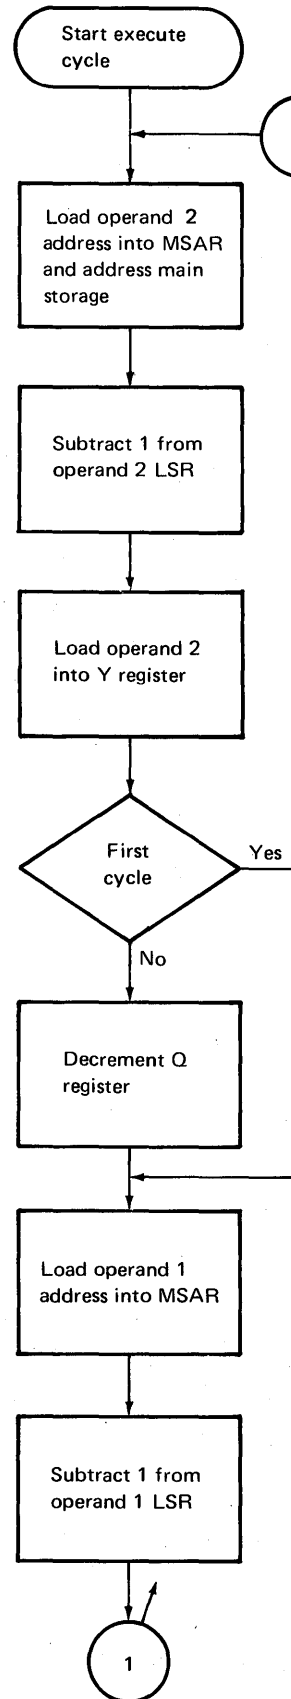 Start execute
cycle
Load operand 2
address into MSAR
and address main
storage
Subtract 1 from
operand 2 LSR
Load operand 2
into Y register
First
cycle
Yes
No
Decrement Q
register
Load operand 1
address into MSAR
Subtract 1 from
operand 1 LSR
1